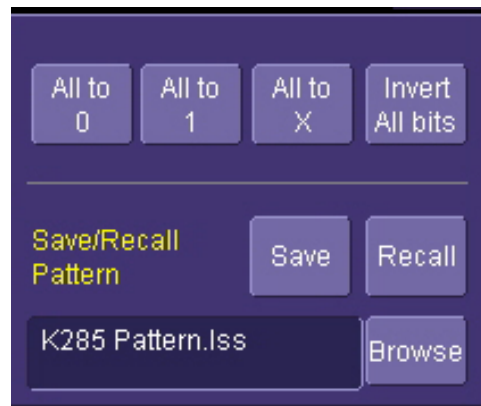 All to 0
All to 1
All to X
Invert All bits
Save/Recall
Pattern
Save
Recall
K285 Pattern.lss
Browse